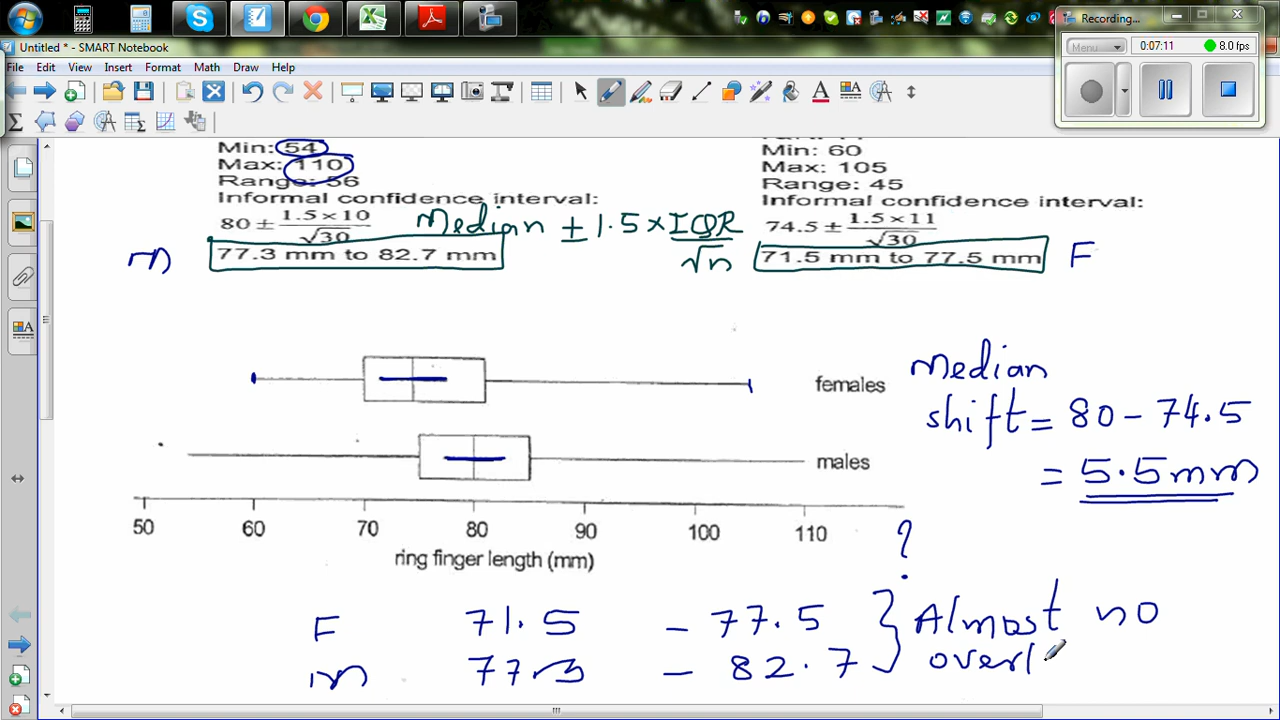 Recording...
Untitled * - SMART Notebook
Menu
0:07:11
8.0 fps
File Edit View Insert Format Math Draw Help
Min: 54
Max: 110
Range: 56
Informal confidence interval:
80 ± 1.5 × 10
√30
77.3 mm to 82.7 mm
m
Median ± 1.5 × IQR
√n
Min: 60
Max: 105
Range: 45
Informal confidence interval:
74.5 ± 1.5 × 11
√30
71.5 mm to 77.5 mm
F
females
males
50 60 70 80 90 100 110
ring finger length (mm)
Median
shift = 80 - 74.5
= 5.5mm
?
F 71.5 - 77.5 } Almost no
m 77.3 - 82.7 overl